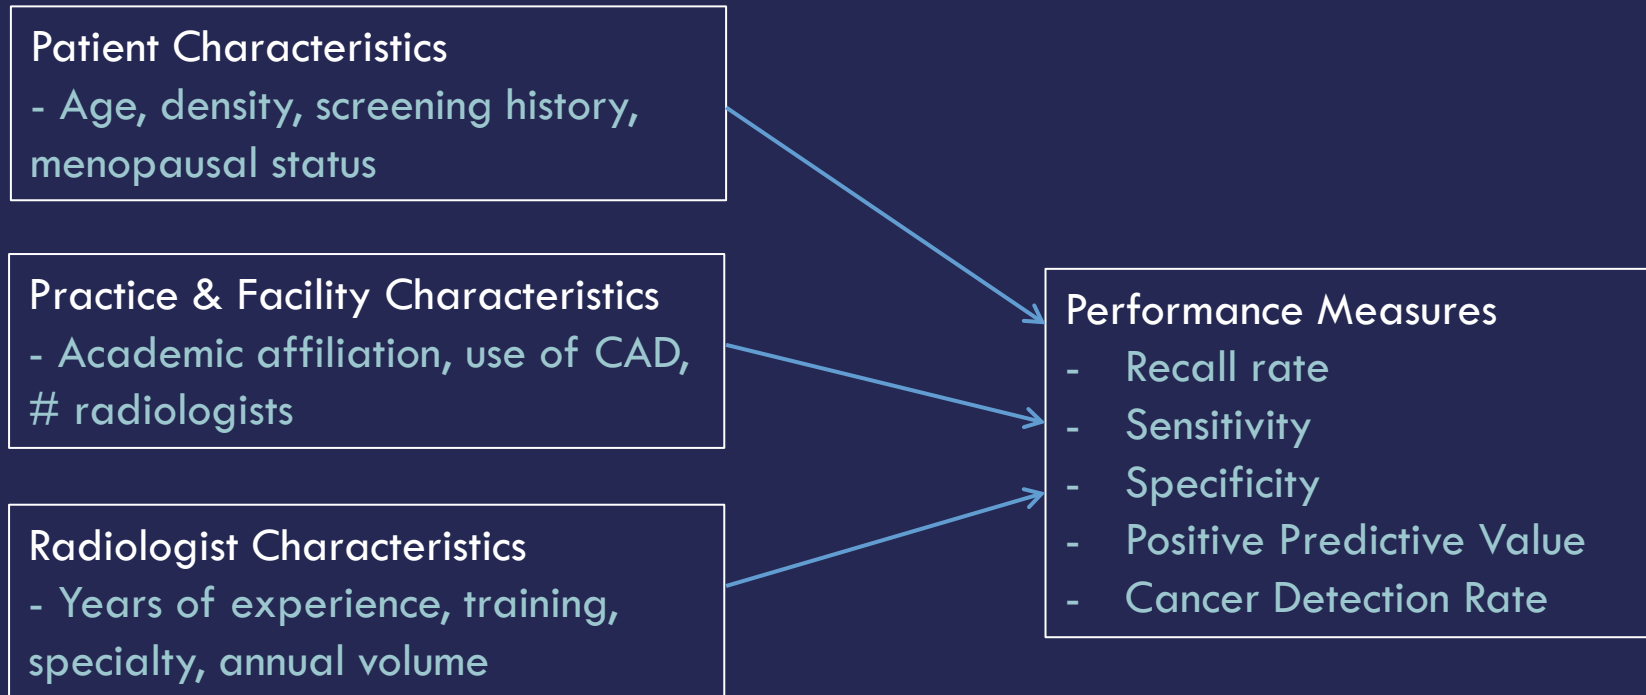 Patient Characteristics
- Age, density, screening history,
menopausal status
Practice & Facility Characteristics
- Academic affiliation, use of CAD,
# radiologists
Radiologist Characteristics
- Years of experience, training,
specialty, annual volume
Performance Measures
- Recall rate
- Sensitivity
- Specificity
- Positive Predictive Value
- Cancer Detection Rate